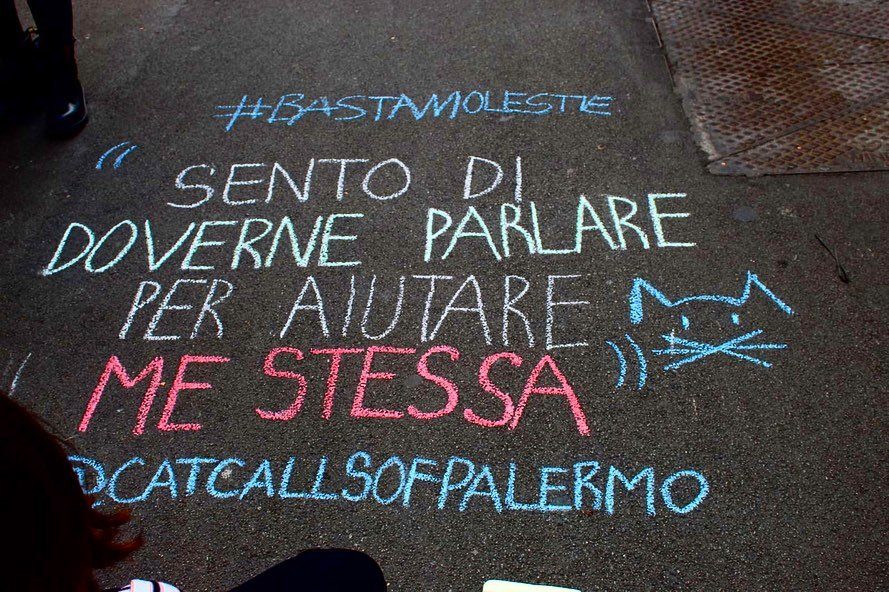 #BASTAMOLESTIE
“SENTO DI
DOVERNE PARLARE
PER AIUTARE
ME STESSA”
@CATCALLSOFPALERMO